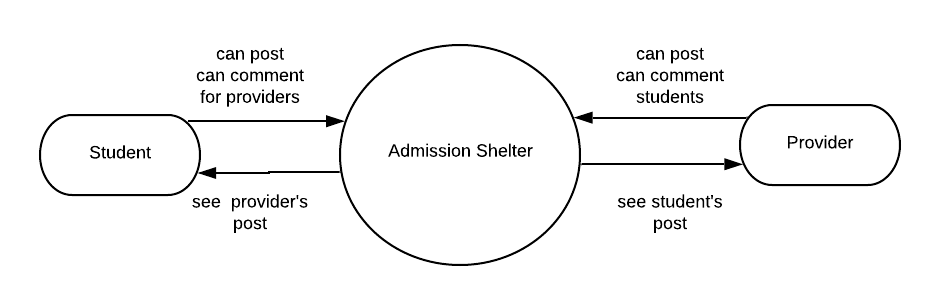 can post
can comment
for providers
can post
can comment
students
Student
Admission Shelter
Provider
see provider's
post
see student's
post